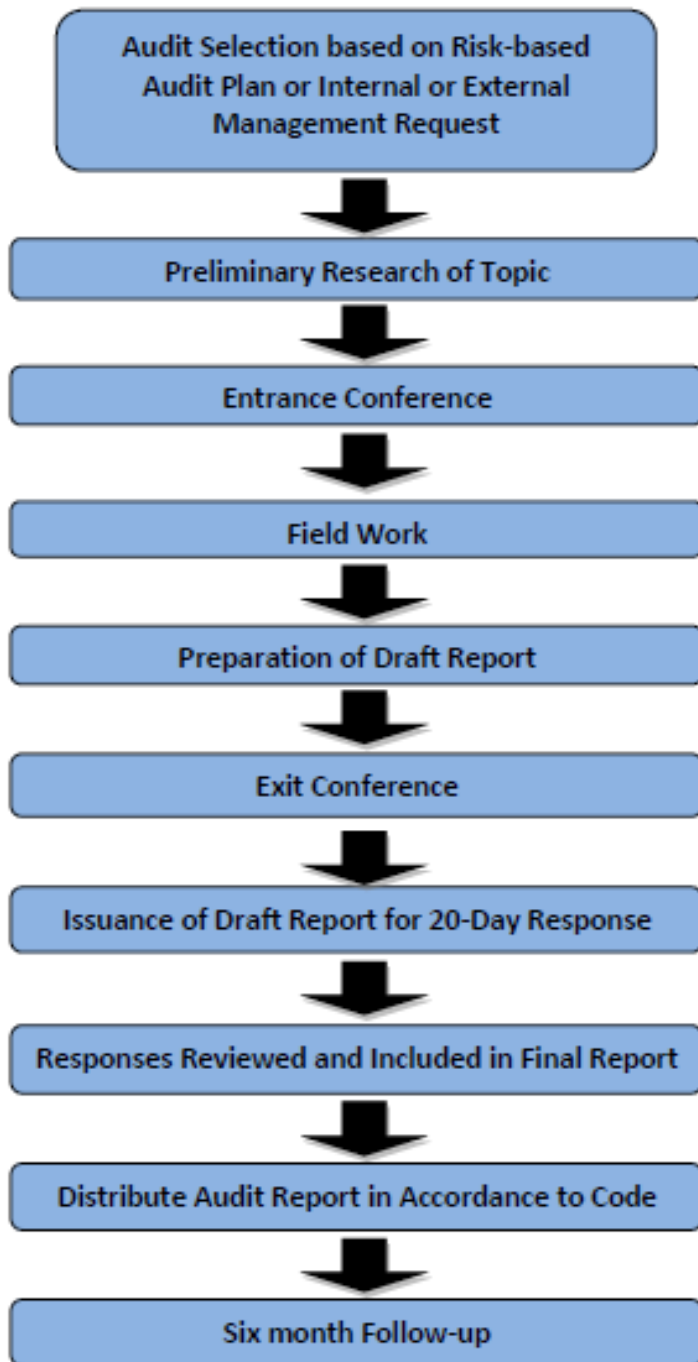 Audit Selection based on Risk-based
Audit Plan or Internal or External
Management Request
Preliminary Research of Topic
Entrance Conference
Field Work
Preparation of Draft Report
Exit Conference
Issuance of Draft Report for 20-Day Response
Responses Reviewed and Included in Final Report
Distribute Audit Report in Accordance to Code
Six month Follow-up